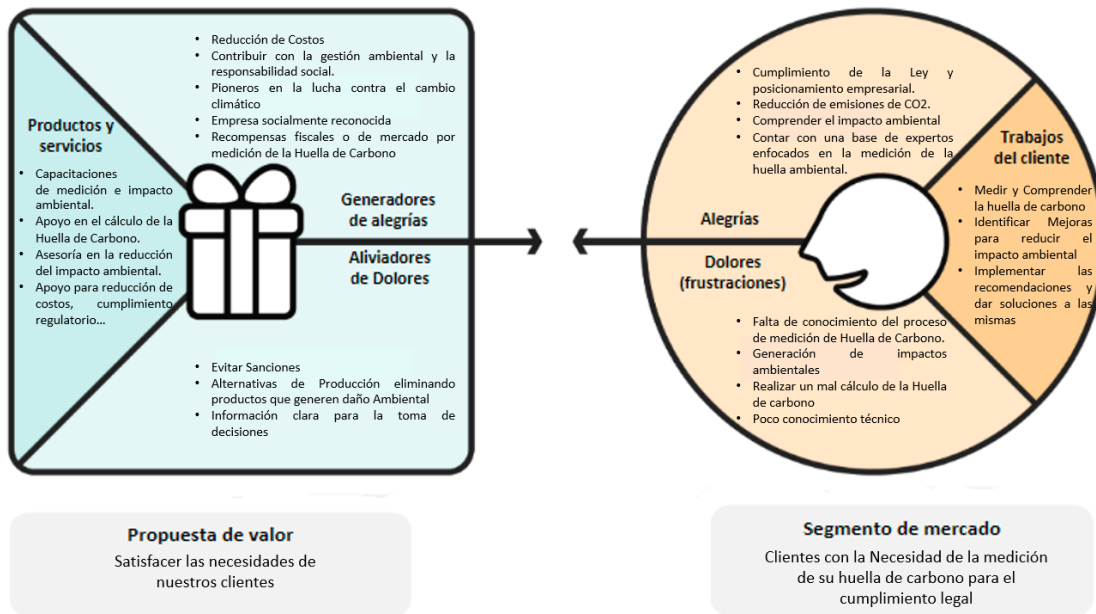 • Reducción de Costos
• Contribuir con la gestión ambiental y la
responsabilidad social.
• Pioneros en la lucha contra el cambio
climático
• Empresa socialmente reconocida
• Recompensas fiscales o de mercado por
medición de la Huella de Carbono
Productos y
servicios
• Capacitaciones
de medición e impacto
ambiental.
• Apoyo en el cálculo de la
Huella de Carbono.
• Asesoría en la reducción
del impacto ambiental.
• Apoyo para reducción de
costos, cumplimiento
regulatorio...
Generadores
de alegrías
Aliviadores
de Dolores
• Evitar Sanciones
• Alternativas de Producción eliminando
productos que generen daño Ambiental
• Información clara para la toma de
decisiones
• Cumplimiento de la Ley y
posicionamiento empresarial.
• Reducción de emisiones de CO2.
• Comprender el impacto ambiental
• Contar con una base de expertos
enfocados en la medición de la
huella ambiental.
Alegrías
Dolores
(frustraciones)
Trabajos
del cliente
• Medir y Comprender
la huella de carbono
• Identificar Mejoras
para reducir el
impacto ambiental
• Implementar las
recomendaciones y
dar soluciones a las
mismas
• Falta de conocimiento del proceso
de medición de Huella de Carbono.
• Generación de impactos
ambientales
• Realizar un mal cálculo de la Huella
de carbono
• Poco conocimiento técnico
Propuesta de valor
Satisfacer las necesidades de
nuestros clientes
Segmento de mercado
Clientes con la Necesidad de la medición
de su huella de carbono para el
cumplimiento legal